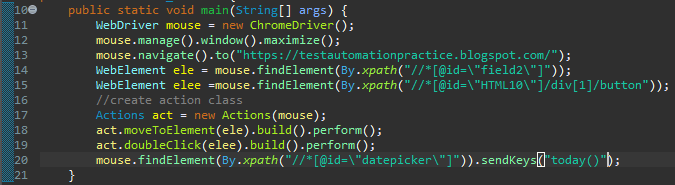 10 public static void main(String[] args) {
11 WebDriver mouse = new ChromeDriver();
12 mouse.manage().window().maximize();
13 mouse.navigate().to("https://testautomationpractice.blogspot.com/");
14 WebElement ele = mouse.findElement(By.xpath("//*[@id=\"field2\"]"));
15 WebElement elee =mouse.findElement(By.xpath("//*[@id=\"HTML10\"]/div[1]/button"));
16 //create action class
17 Actions act = new Actions(mouse);
18 act.moveToElement(ele).build().perform();
19 act.doubleClick(elee).build().perform();
20 mouse.findElement(By.xpath("//*[@id=\"datepicker\"]")).sendKeys("today()");
21 }